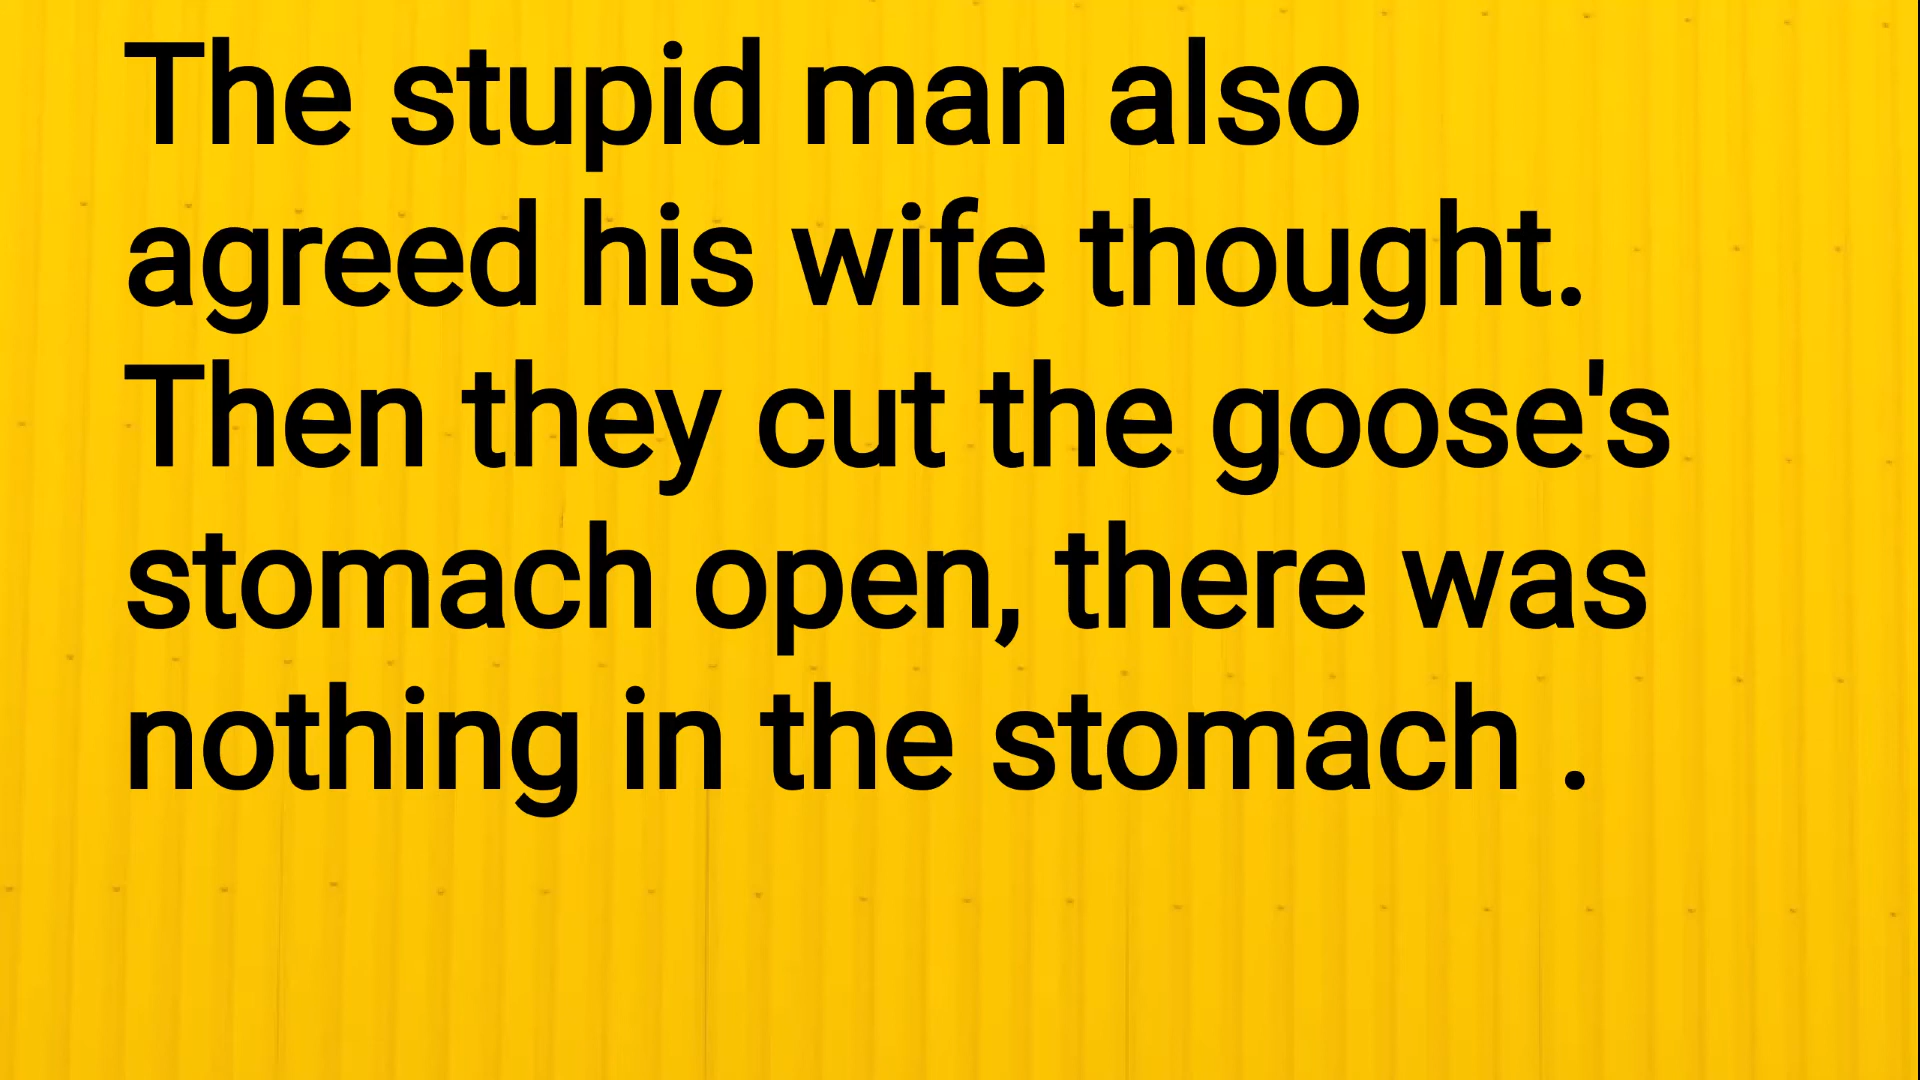 The stupid man also
agreed his wife thought.
Then they cut the goose's
stomach open, there was
nothing in the stomach .